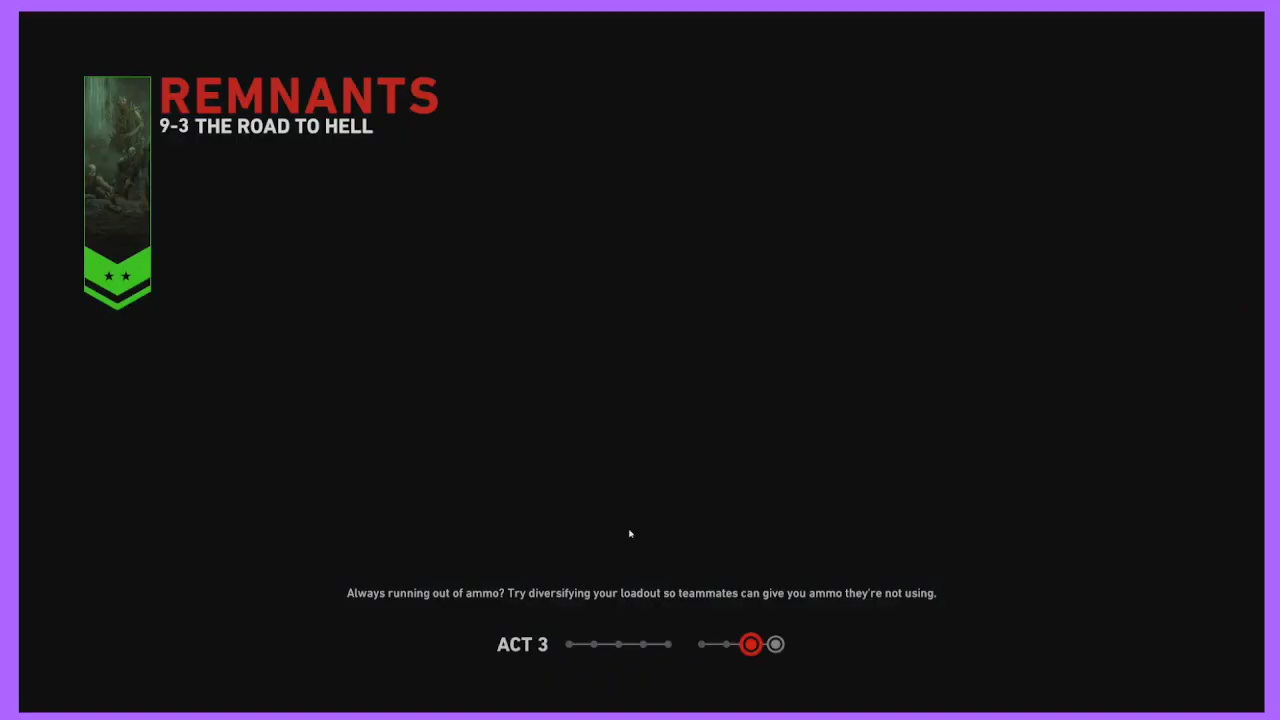 REMNANTS
9-3 THE ROAD TO HELL
Always running out of ammo? Try diversifying your loadout so teammates can give you ammo they're not using.
ACT 3